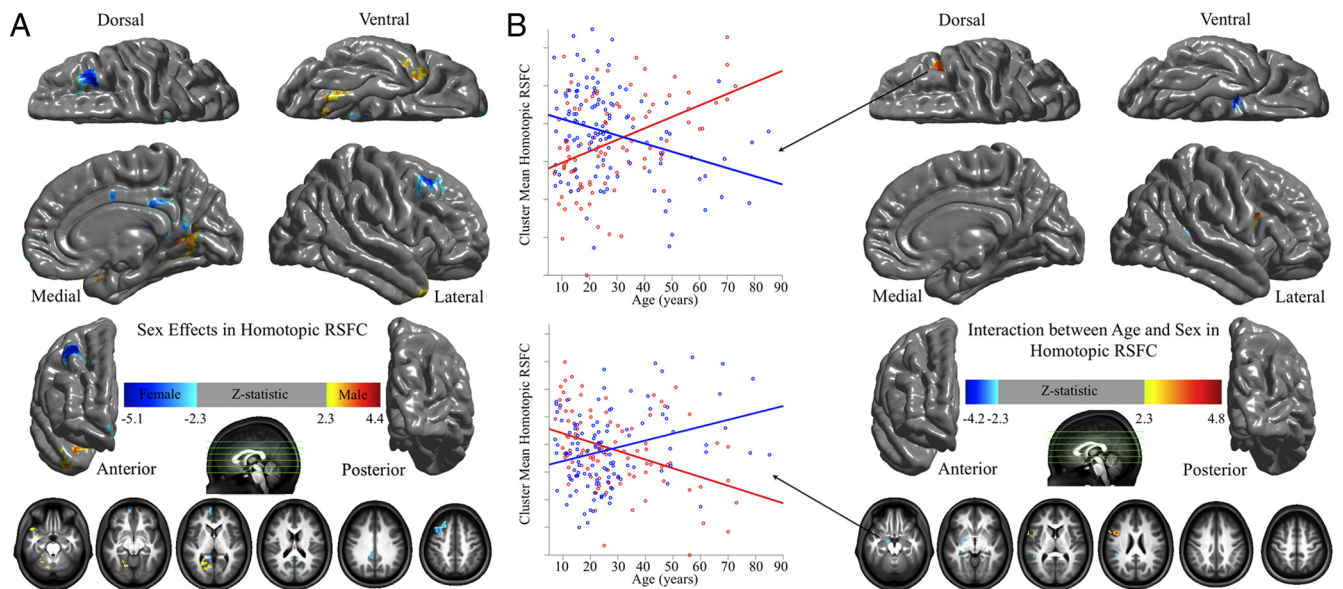 A
Dorsal
Ventral
Medial
Lateral
Sex Effects in Homotopic RSFC
Female
Z-statistic
Male
-5.1
-2.3
2.3
4.4
Anterior
Posterior
B
Cluster Mean Homotopic RSFC
10 20 30 40 50 60 70 80 90
Age (years)
Cluster Mean Homotopic RSFC
10 20 30 40 50 60 70 80 90
Age (years)
Dorsal
Ventral
Medial
Lateral
Interaction between Age and Sex in
Homotopic RSFC
Z-statistic
-4.2
-2.3
2.3
4.8
Anterior
Posterior